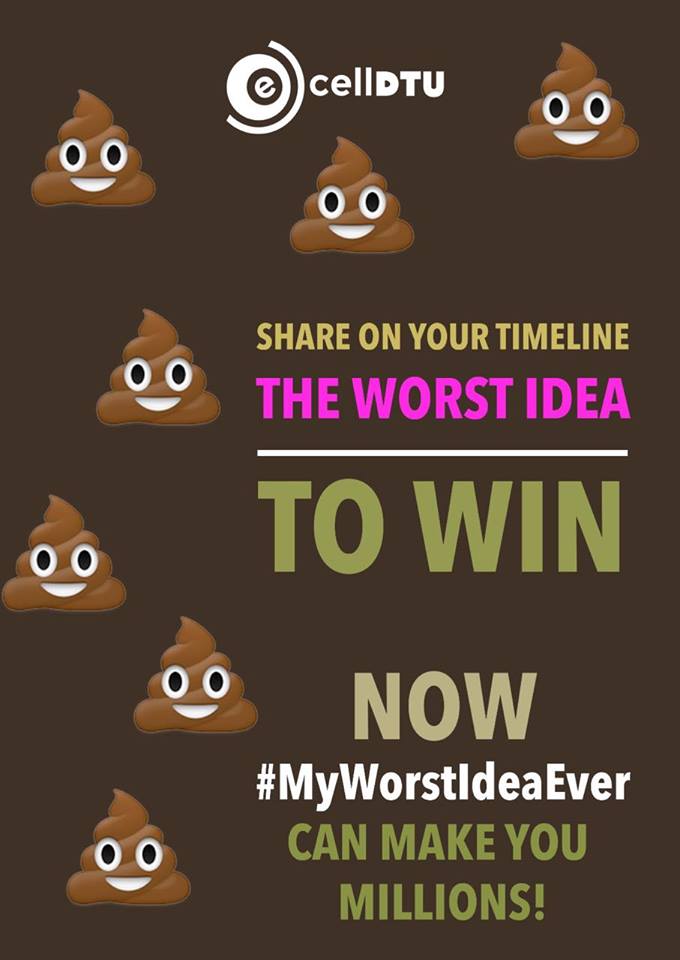 e cellDTU
SHARE ON YOUR TIMELINE
THE WORST IDEA
TO WIN
NOW
#MyWorstIdeaEver
CAN MAKE YOU
MILLIONS!